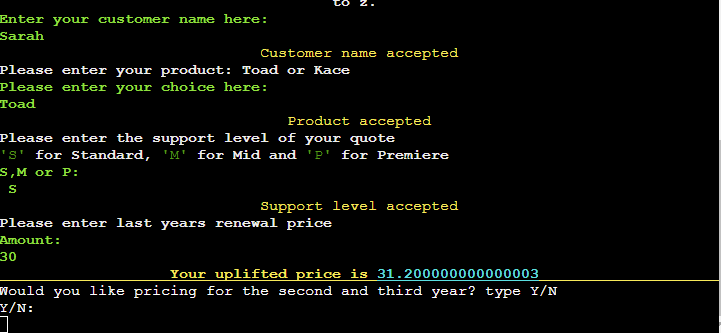 to z.
Enter your customer name here:
Sarah
Customer name accepted
Please enter your product: Toad or Kace
Please enter your choice here:
Toad
Product accepted
Please enter the support level of your quote
'S' for Standard, 'M' for Mid and 'P' for Premiere
S,M or P:
S
Support level accepted
Please enter last years renewal price
Amount:
30
Your uplifted price is 31.200000000000003
Would you like pricing for the second and third year? type Y/N
Y/N: